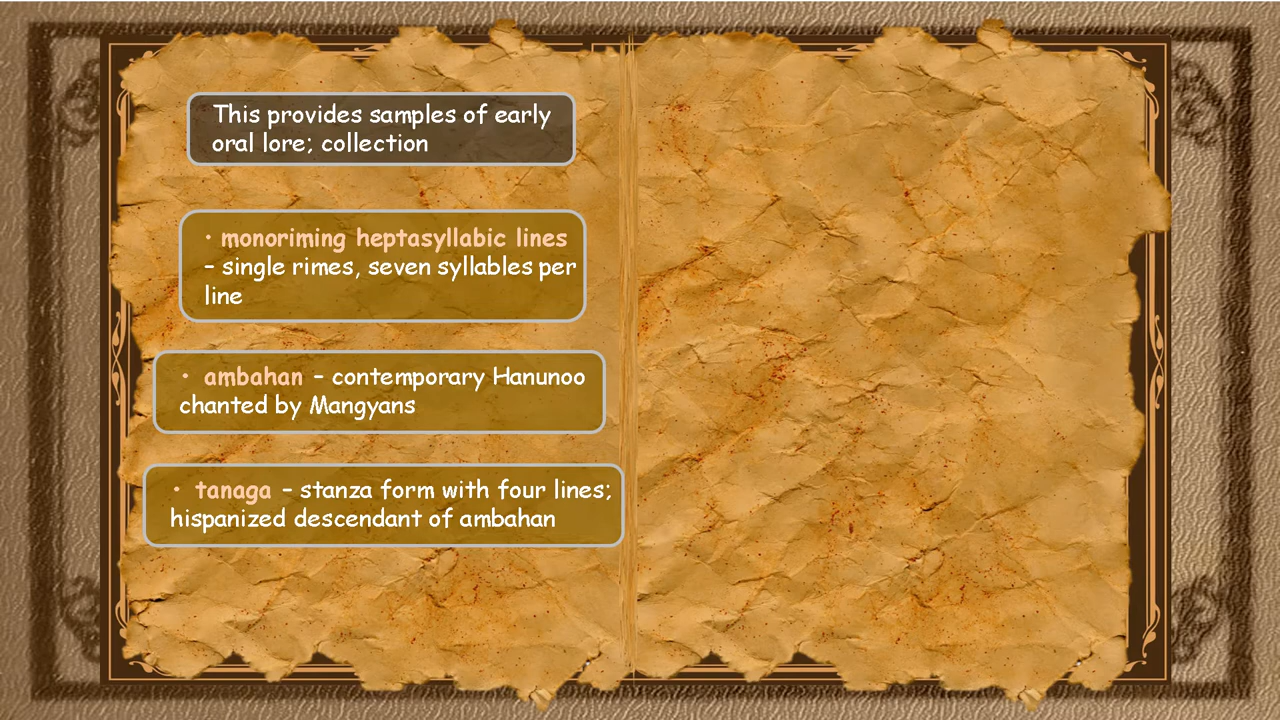 This provides samples of early
oral lore; collection
• monoriming heptasyllabic lines
– single rimes, seven syllables per
line
• ambahan – contemporary Hanunoo
chanted by Mangyans
• tanaga – stanza form with four lines;
hispanized descendant of ambahan